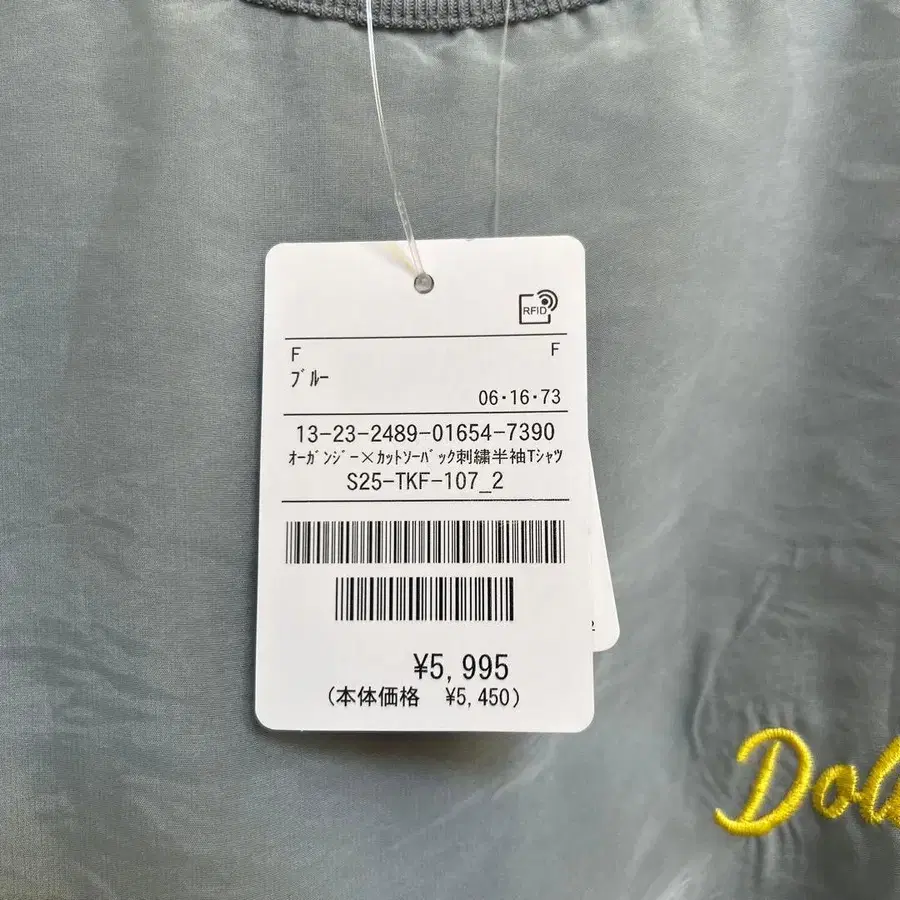 RFID
F F
ブルー
06・16・73
13-23-2489-01654-7390
オーガンジー×カットソーバック刺繍半袖Tシャツ
S25-TKF-107_2
¥5,995
(本体価格 ¥5,450)
2